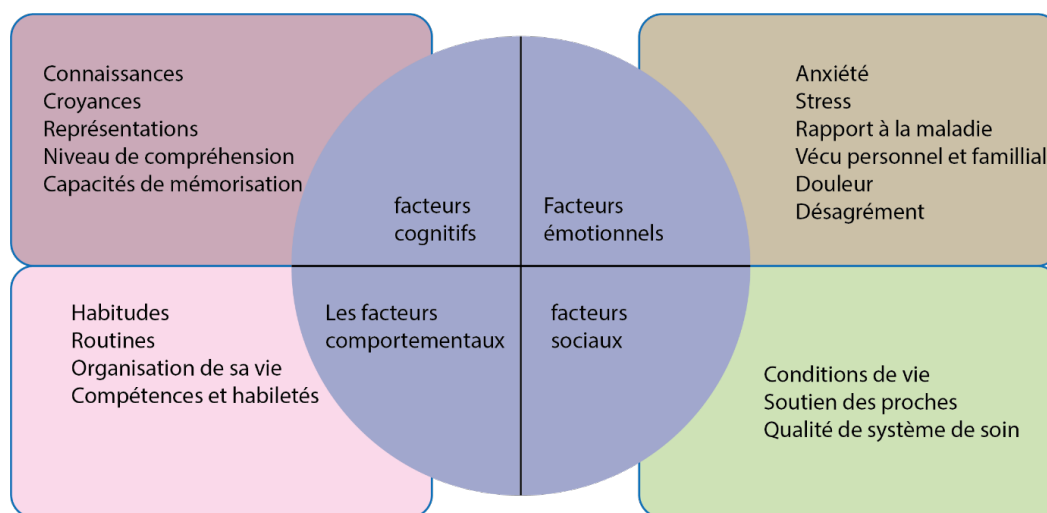 Connaissances
Croyances
Représentations
Niveau de compréhension
Capacités de mémorisation
facteurs
cognitifs
Facteurs
émotionnels
Anxiété
Stress
Rapport à la maladie
Vécu personnel et famillial
Douleur
Désagrément
Habitudes
Routines
Organisation de sa vie
Compétences et habiletés
Les facteurs
comportementaux
facteurs
sociaux
Conditions de vie
Soutien des proches
Qualité de système de soin